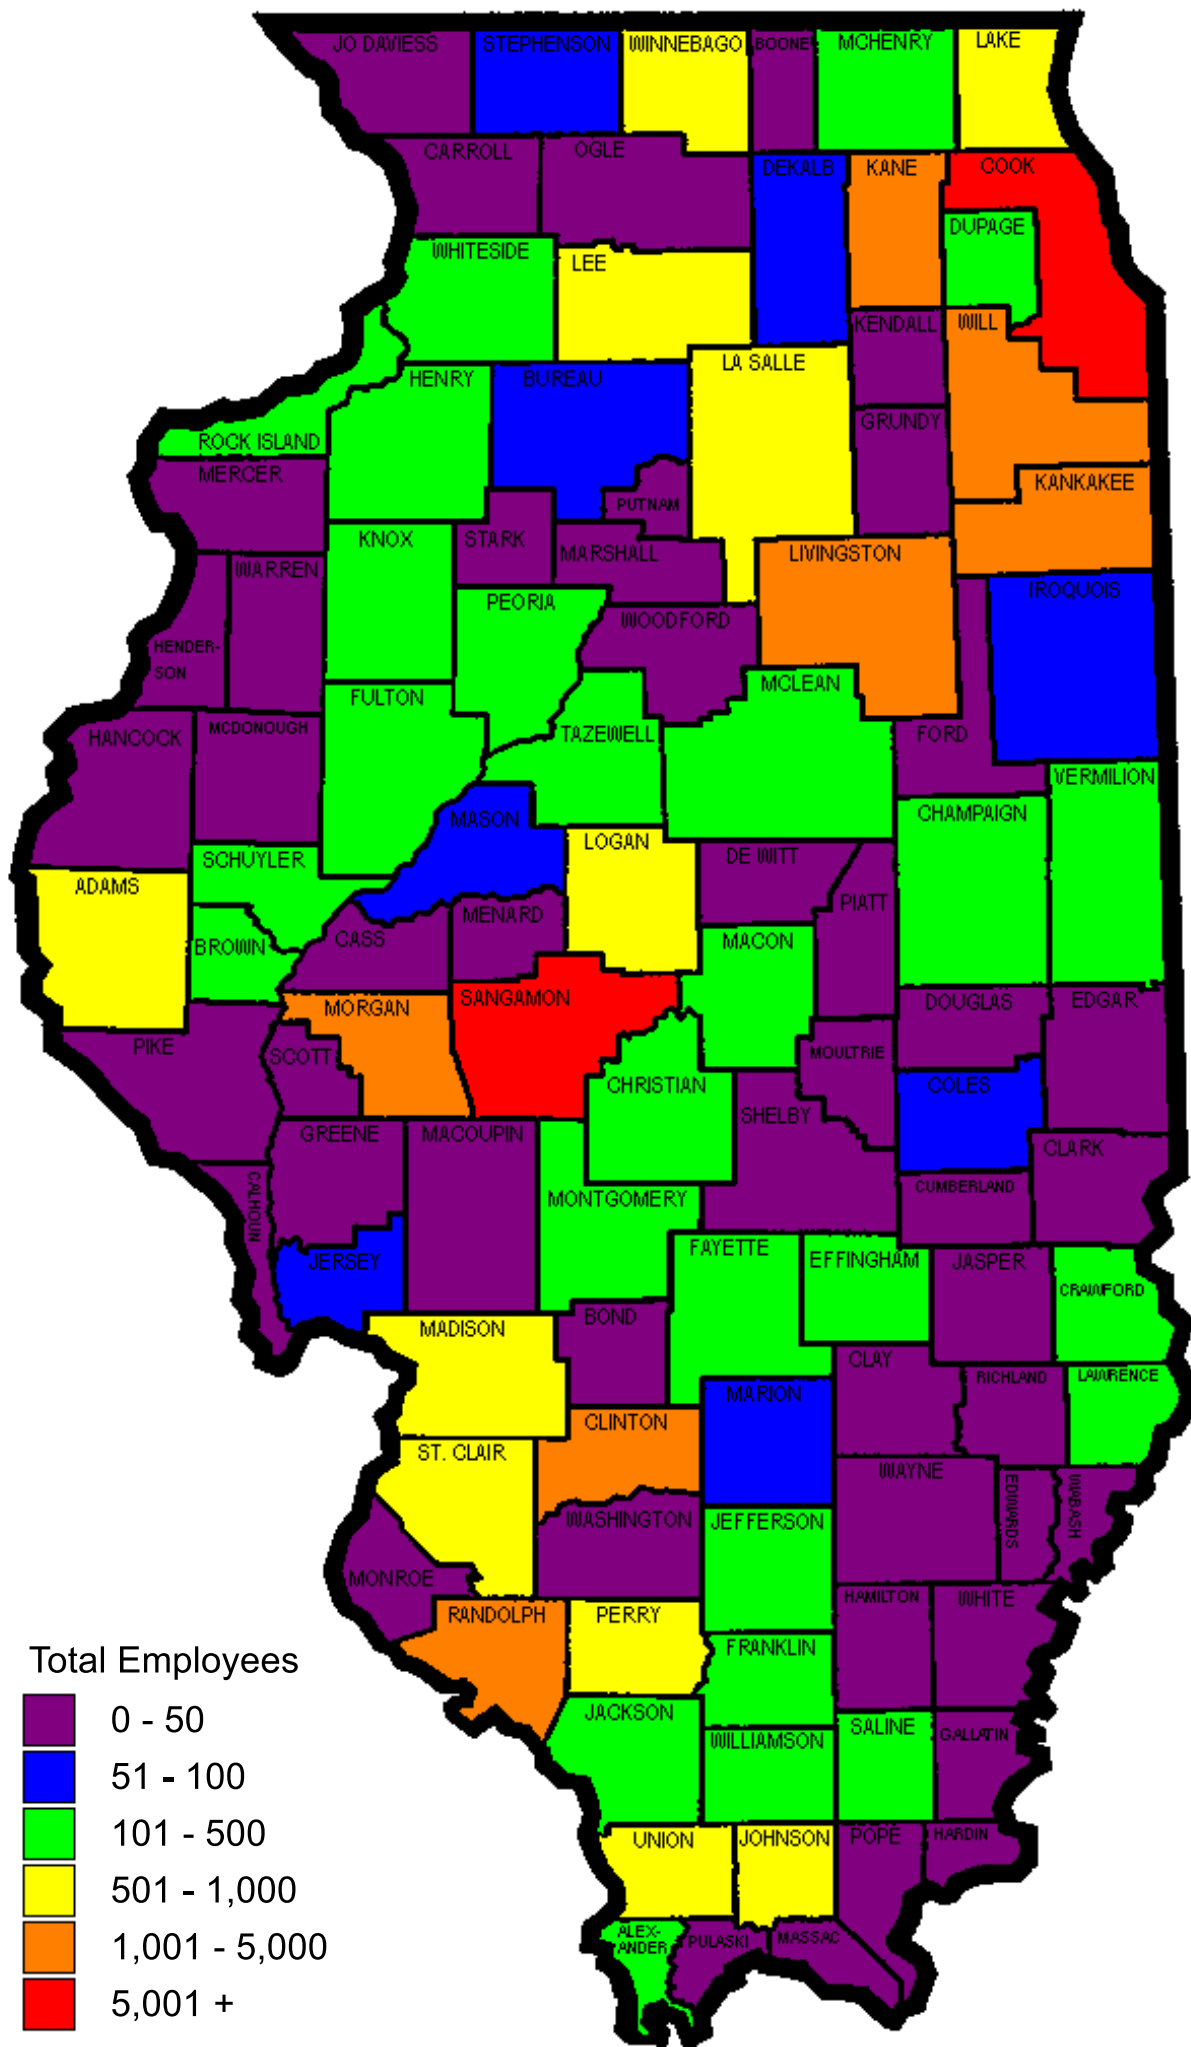 JO DAVIESS
STEPHENSON
WINNEBAGO
BOONE
MCHENRY
LAKE
CARROLL
OGLE
DEKALB
KANE
COOK
DUPAGE
WHITESIDE
LEE
KENDALL
WILL
LA SALLE
HENRY
BUREAU
GRUNDY
ROCK ISLAND
MERCER
KANKAKEE
PUTNAM
KNOX
STARK
MARSHALL
LIVINGSTON
WARREN
IROQUOIS
PEORIA
WOODFORD
HENDER-
SON
FULTON
MCLEAN
HANCOCK
MCDONOUGH
TAZEWELL
FORD
VERMILION
MASON
CHAMPAIGN
LOGAN
SCHUYLER
DE WITT
ADAMS
PIATT
MENARD
CASS
BROWN
MACON
MORGAN
SANGAMON
DOUGLAS
EDGAR
PIKE
SCOTT
MOULTRIE
CHRISTIAN
COLES
SHELBY
GREENE
MACOUPIN
CLARK
CALHOUN
CUMBERLAND
MONTGOMERY
FAYETTE
EFFINGHAM
JASPER
JERSEY
CRAWFORD
BOND
MADISON
CLAY
RICHLAND
LAWRENCE
MARION
CLINTON
ST. CLAIR
WAYNE
EDWARDS
WABASH
WASHINGTON
JEFFERSON
MONROE
HAMILTON
WHITE
RANDOLPH
PERRY
FRANKLIN
JACKSON
SALINE
GALLATIN
WILLIAMSON
UNION
JOHNSON
POPE
HARDIN
ALEX-
ANDER
PULASKI
MASSAC
Total Employees
0 - 50
51 - 100
101 - 500
501 - 1,000
1,001 - 5,000
5,001 +